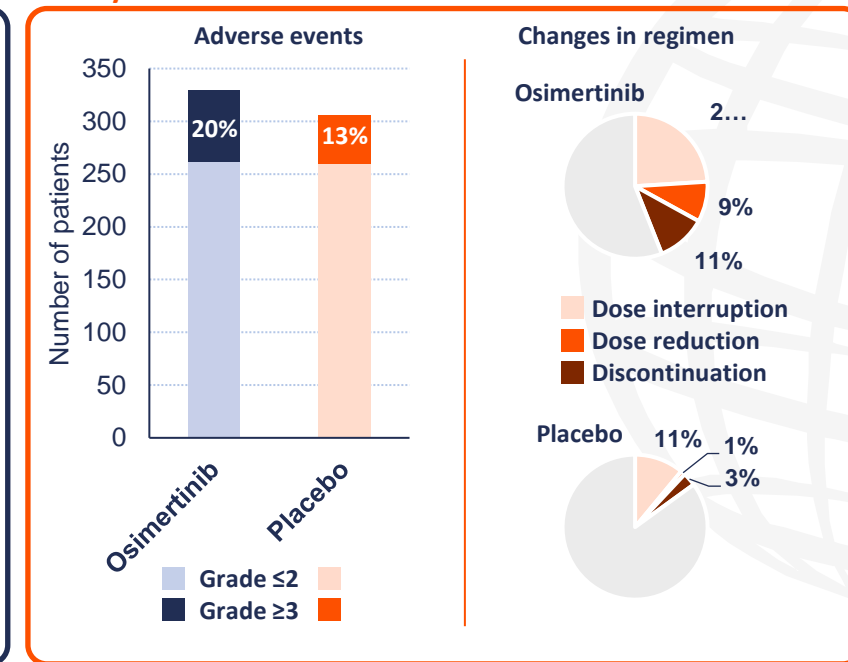 Adverse events
350
300
250
200
150
100
50
0
Number of patients
20%
13%
Osimertinib
Placebo
Grade ≤2
Grade ≥3
Changes in regimen
Osimertinib
2…
9%
11%
Dose interruption
Dose reduction
Discontinuation
Placebo
11%
1%
3%